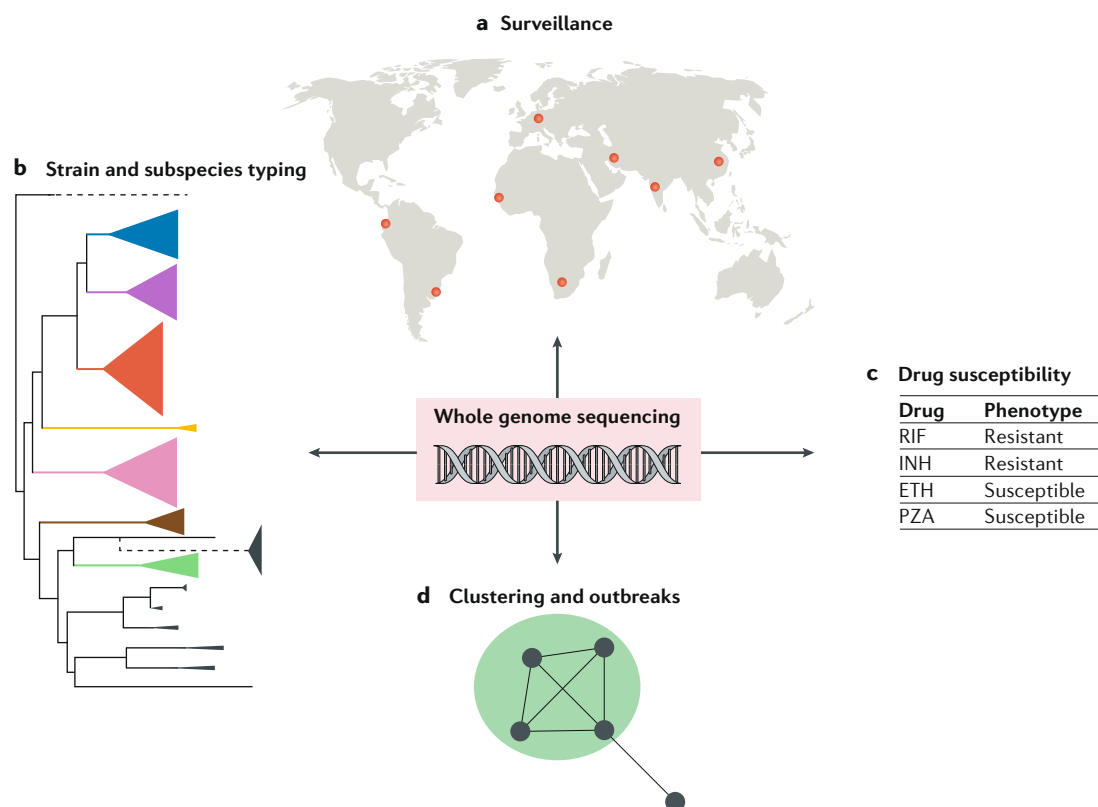 a Surveillance
b Strain and subspecies typing
Whole genome sequencing
c Drug susceptibility
Drug Phenotype
RIF Resistant
INH Resistant
ETH Susceptible
PZA Susceptible
d Clustering and outbreaks